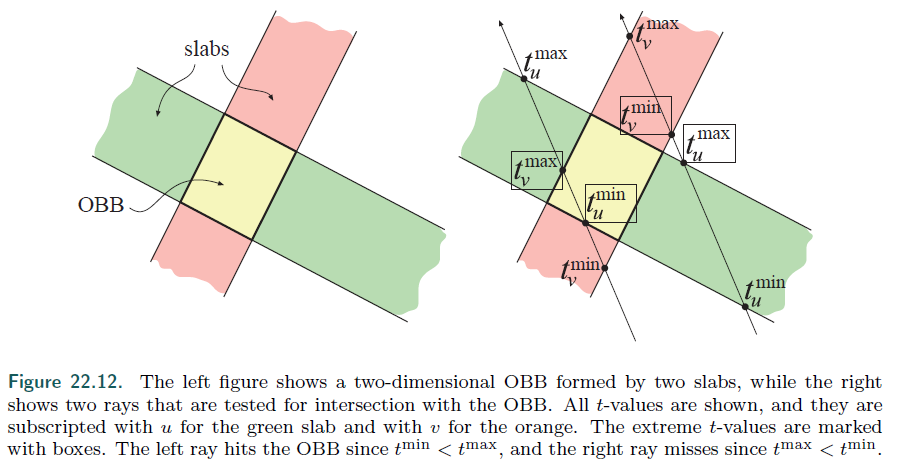 slabs
OBB
t_v^max
t_u^max
t_v^min
t_u^max
t_v^max
t_u^min
t_v^min
t_u^min
Figure 22.12. The left figure shows a two-dimensional OBB formed by two slabs, while the right
shows two rays that are tested for intersection with the OBB. All t-values are shown, and they are
subscripted with u for the green slab and with v for the orange. The extreme t-values are marked
with boxes. The left ray hits the OBB since t^min < t^max, and the right ray misses since t^max < t^min.